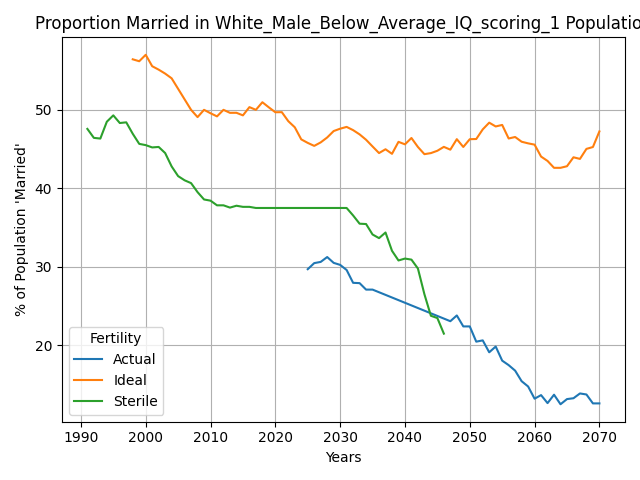 Proportion Married in White_Male_Below_Average_IQ_scoring_1 Populatio
% of Population 'Married'
50
40
30
20
Fertility
Actual
Ideal
Sterile
1990 2000 2010 2020 2030 2040 2050 2060 2070
Years